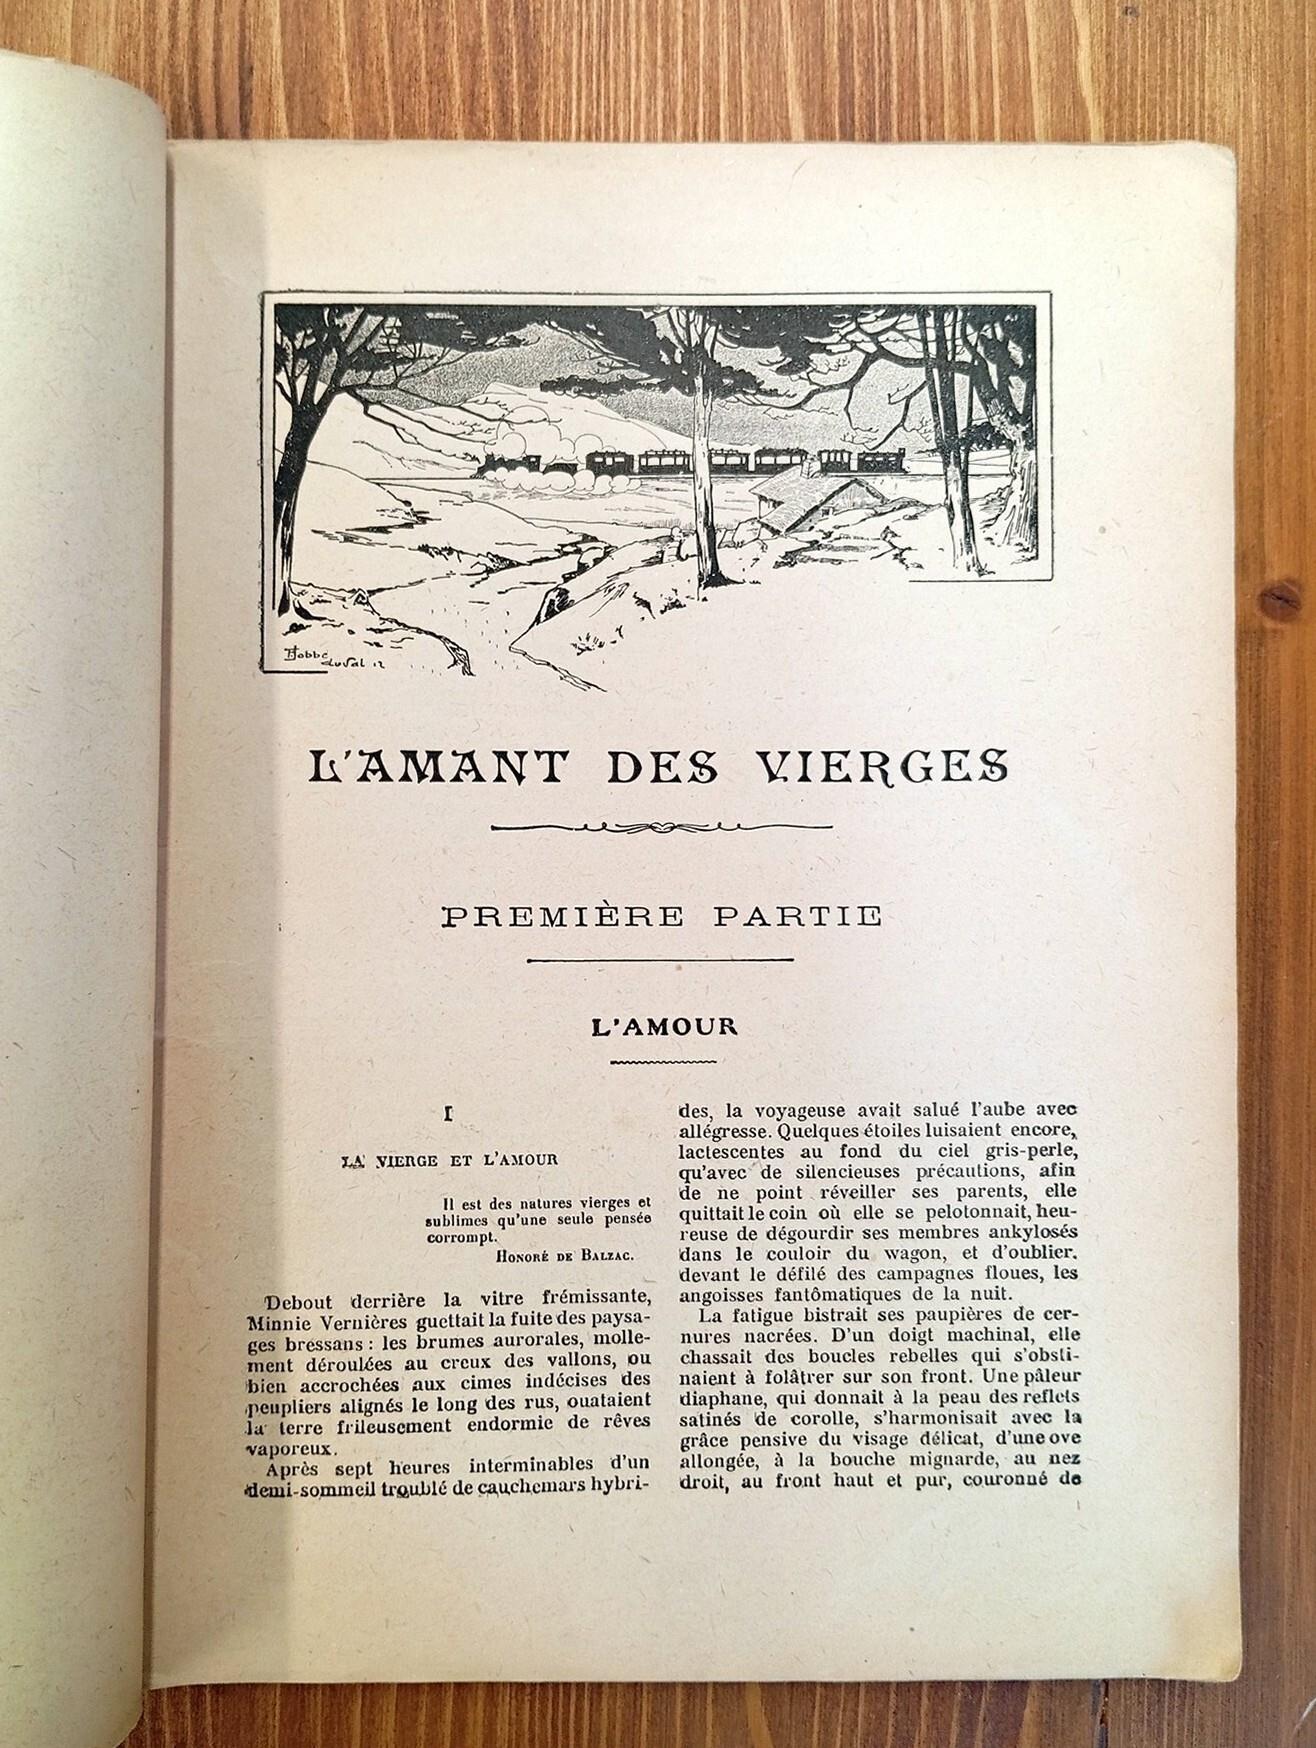 H Gobbe
duval 12
L'AMANT DES VIERGES
PREMIÈRE PARTIE
L'AMOUR
I
LA VIERGE ET L'AMOUR
Il est des natures vierges et
sublimes qu'une seule pensée
corrompt.
HONORÉ DE BALZAC.
Debout derrière la vitre frémissante,
Minnie Vernières guettait la fuite des paysa-
ges bressans : les brumes aurorales, molle-
ment déroulées au creux des vallons, ou
bien accrochées aux cimes indécises des
peupliers alignés le long des rus, ouataient
la terre frileusement endormie de rêves
vaporeux.
Après sept heures interminables d'un
demi-sommeil troublé de cauchemars hybri-
des, la voyageuse avait salué l'aube avec
allégresse. Quelques étoiles luisaient encore,
lactescentes au fond du ciel gris-perle,
qu'avec de silencieuses précautions, afin
de ne point réveiller ses parents, elle
quittait le coin où elle se pelotonnait, heu-
reuse de dégourdir ses membres ankylosés
dans le couloir du wagon, et d'oublier.
devant le défilé des campagnes floues, les
angoisses fantômatiques de la nuit.
La fatigue bistrait ses paupières de cer-
nures nacrées. D'un doigt machinal, elle
chassait des boucles rebelles qui s'obsti-
naient à folâtrer sur son front. Une pâleur
diaphane, qui donnait à la peau des reflets
satinés de corolle, s'harmonisait avec la
grâce pensive du visage délicat, d'une ove
allongée, à la bouche mignarde, au nez
droit, au front haut et pur, couronné de